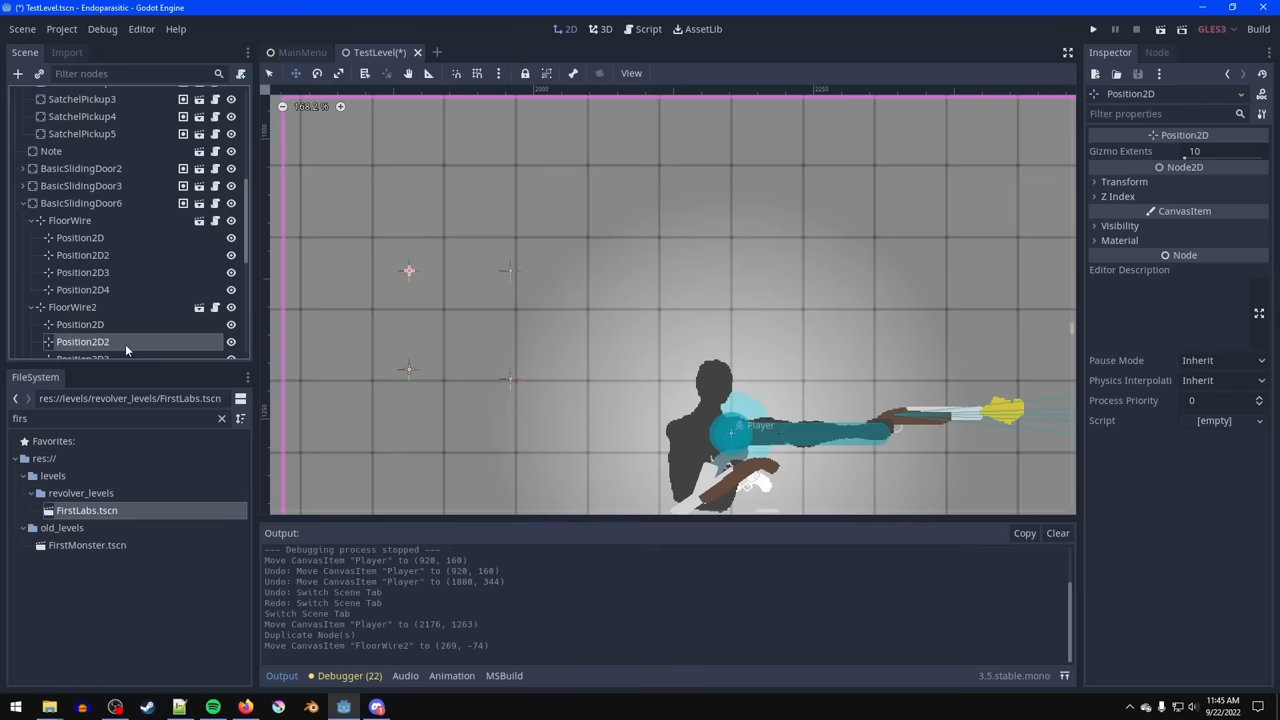 (*) TestLevel.tscn - Endoparasitic - Godot Engine
Scene Project Debug Editor Help
2D 3D Script AssetLib
GLES3 Build
Scene Import
MainMenu TestLevel(*)
Inspector Node
Filter nodes
View
Position2D
Filter properties
SatchelPickup3
SatchelPickup4
SatchelPickup5
Note
BasicSlidingDoor2
BasicSlidingDoor3
BasicSlidingDoor6
FloorWire
Position2D
Position2D2
Position2D3
Position2D4
FloorWire2
Position2D
Position2D2
FileSystem
res://levels/revolver_levels/FirstLabs.tscn
firs
Favorites:
res://
levels
revolver_levels
FirstLabs.tscn
old_levels
FirstMonster.tscn
2000
2250
1000
1250
168.2 %
Player
Output:
Copy Clear
--- Debugging process stopped ---
Move CanvasItem "Player" to (920, 160)
Undo: Move CanvasItem "Player" to (920, 160)
Undo: Move CanvasItem "Player" to (1880, 344)
Undo: Switch Scene Tab
Redo: Switch Scene Tab
Switch Scene Tab
Move CanvasItem "Player" to (2176, 1263)
Duplicate Node(s)
Move CanvasItem "FloorWire2" to (269, -74)
Output Debugger (22) Audio Animation MSBuild
3.5.stable.mono
Position2D
Gizmo Extents 10
Node2D
Transform
Z Index
CanvasItem
Visibility
Material
Node
Editor Description
Pause Mode Inherit
Physics Interpolati Inherit
Process Priority 0
Script [empty]
11:45 AM
9/22/2022